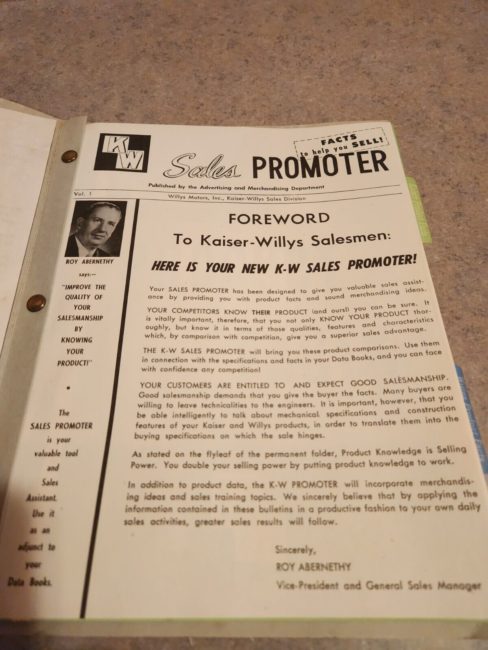 K W
FACTS
to help you SELL!
Sales PROMOTER
Published by the Advertising and Merchandising Department
Vol. 1
Willys Motors, Inc., Kaiser-Willys Sales Division
ROY ABERNETHY
says:—
"IMPROVE THE
QUALITY OF
YOUR
SALESMANSHIP
BY
KNOWING
YOUR
PRODUCT!"
•
The
SALES PROMOTER
is your
valuable tool
and
Sales
Assistant.
Use it
as an
adjunct to
your
Data Books.
FOREWORD
To Kaiser-Willys Salesmen:
HERE IS YOUR NEW K-W SALES PROMOTER!
Your SALES PROMOTER has been designed to give you valuable sales assist-
ance by providing you with product facts and sound merchandising ideas.
YOUR COMPETITORS KNOW THEIR PRODUCT (and ours!) you can be sure. It
is vitally important, therefore, that you not only KNOW YOUR PRODUCT thor-
oughly, but know it in terms of those qualities, features and characteristics
which, by comparison with competition, give you a superior sales advantage.
THE K-W SALES PROMOTER will bring you these product comparisons. Use them
in connection with the specifications and facts in your Data Books, and you can face
with confidence any competition!
YOUR CUSTOMERS ARE ENTITLED TO AND EXPECT GOOD SALESMANSHIP.
Good salesmanship demands that you give the buyer the facts. Many buyers are
willing to leave technicalities to the engineers. It is important, however, that you
be able intelligently to talk about mechanical specifications and construction
features of your Kaiser and Willys products, in order to translate them into the
buying specifications on which the sale hinges.
As stated on the flyleaf of the permanent folder, Product Knowledge is Selling
Power. You double your selling power by putting product knowledge to work.
In addition to product data, the K-W PROMOTER will incorporate merchandis-
ing ideas and sales training topics. We sincerely believe that by applying the
information contained in these bulletins in a productive fashion to your own daily
sales activities, greater sales results will follow.
Sincerely,
ROY ABERNETHY
Vice-President and General Sales Manager